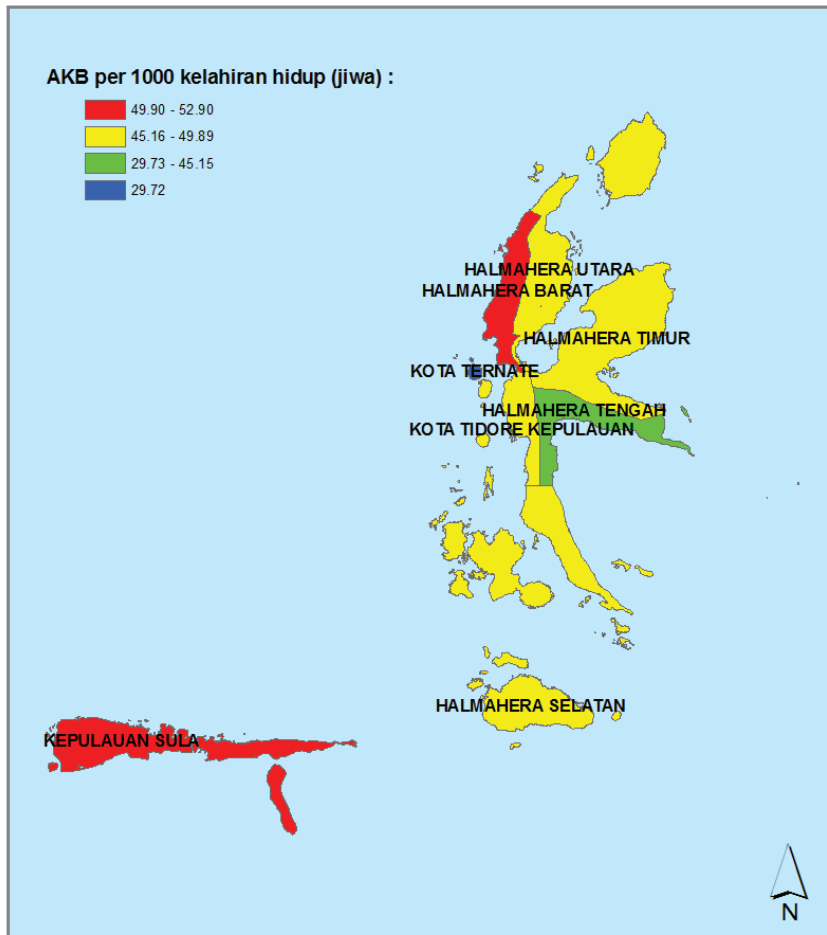 AKB per 1000 kelahiran hidup (jiwa) :
49.90 - 52.90
45.16 - 49.89
29.73 - 45.15
29.72
HALMAHERA UTARA
HALMAHERA BARAT
HALMAHERA TIMUR
KOTA TERNATE
HALMAHERA TENGAH
KOTA TIDORE KEPULAUAN
HALMAHERA SELATAN
KEPULAUAN SULA
N